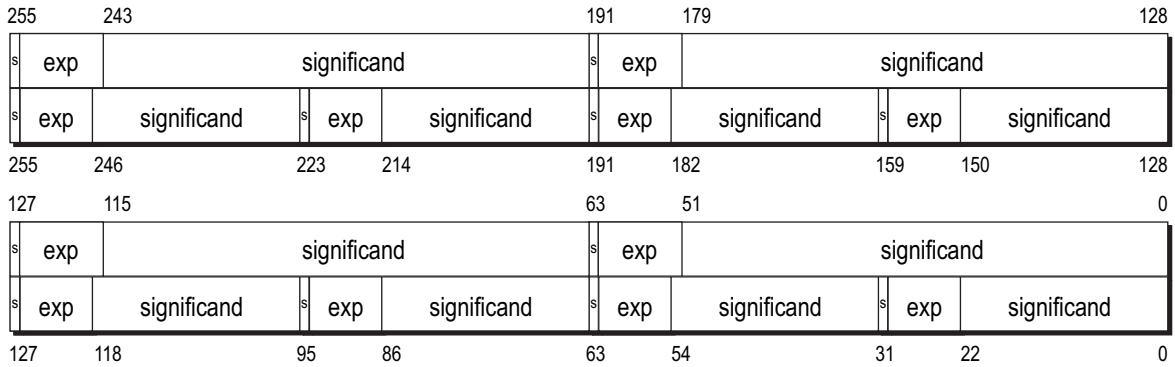 255 243 191 179 128
s exp significand s exp significand
s exp significand s exp significand s exp significand s exp significand
255 246 223 214 191 182 159 150 128
127 115 63 51 0
s exp significand s exp significand
s exp significand s exp significand s exp significand s exp significand
127 118 95 86 63 54 31 22 0